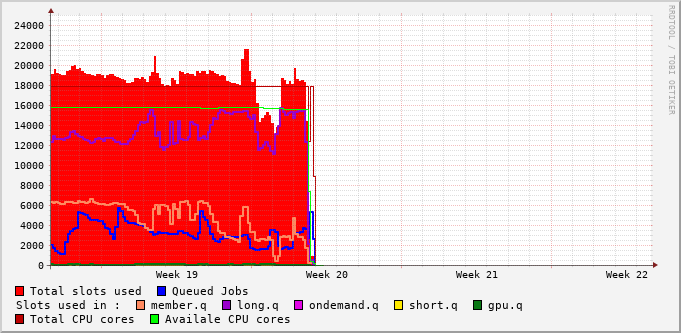 24000
22000
20000
18000
16000
14000
12000
10000
8000
6000
4000
2000
0
Week 19 Week 20 Week 21 Week 22
Total slots used Queued Jobs
Slots used in : member.q long.q ondemand.q short.q gpu.q
Total CPU cores Availale CPU cores
RRDTOOL / TOBI OETIKER